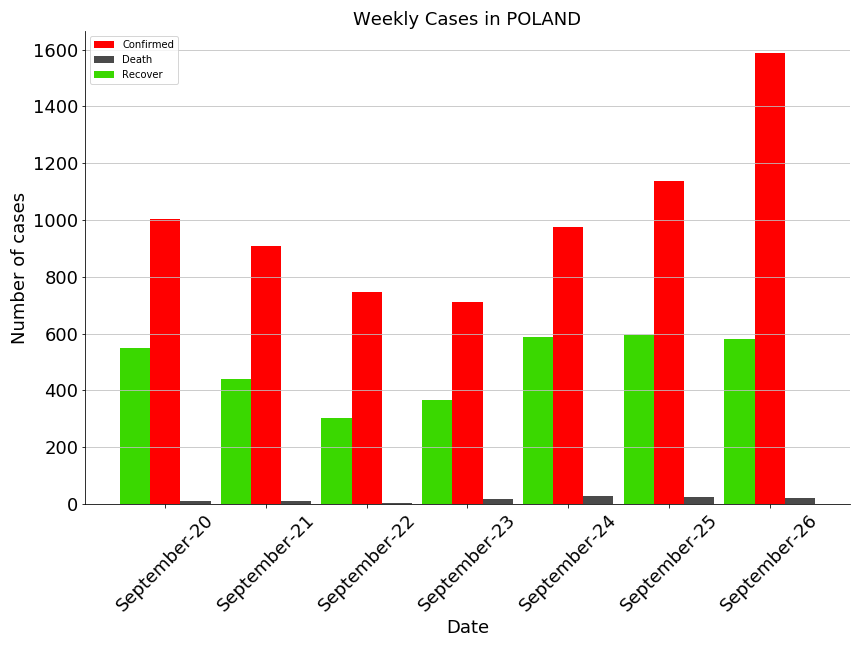 Weekly Cases in POLAND
Confirmed
Death
Recover
Number of cases
1600
1400
1200
1000
800
600
400
200
0
September-20
September-21
September-22
September-23
September-24
September-25
September-26
Date